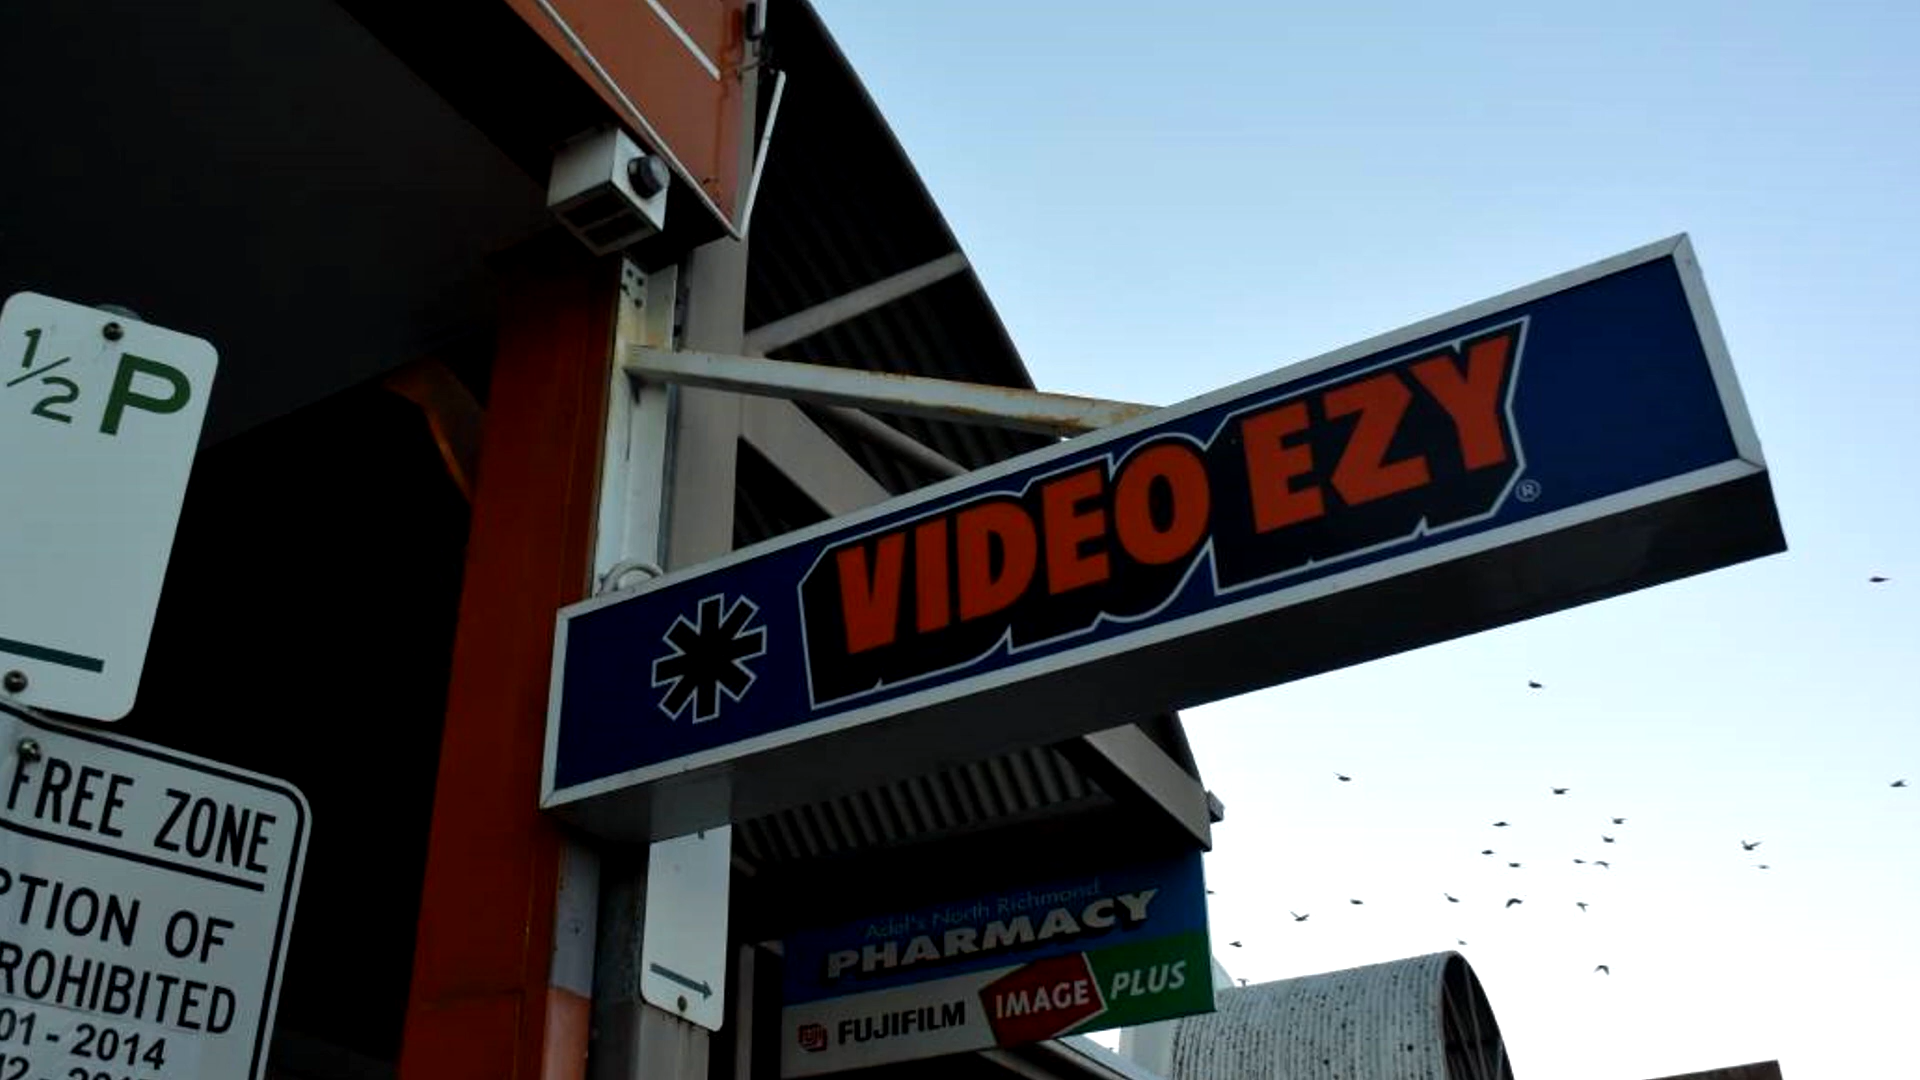 1/2 P
FREE ZONE
PTION OF
ROHIBITED
01 - 2014
VIDEO EZY ®
Adel's North Richmond
PHARMACY
FUJIFILM IMAGE PLUS